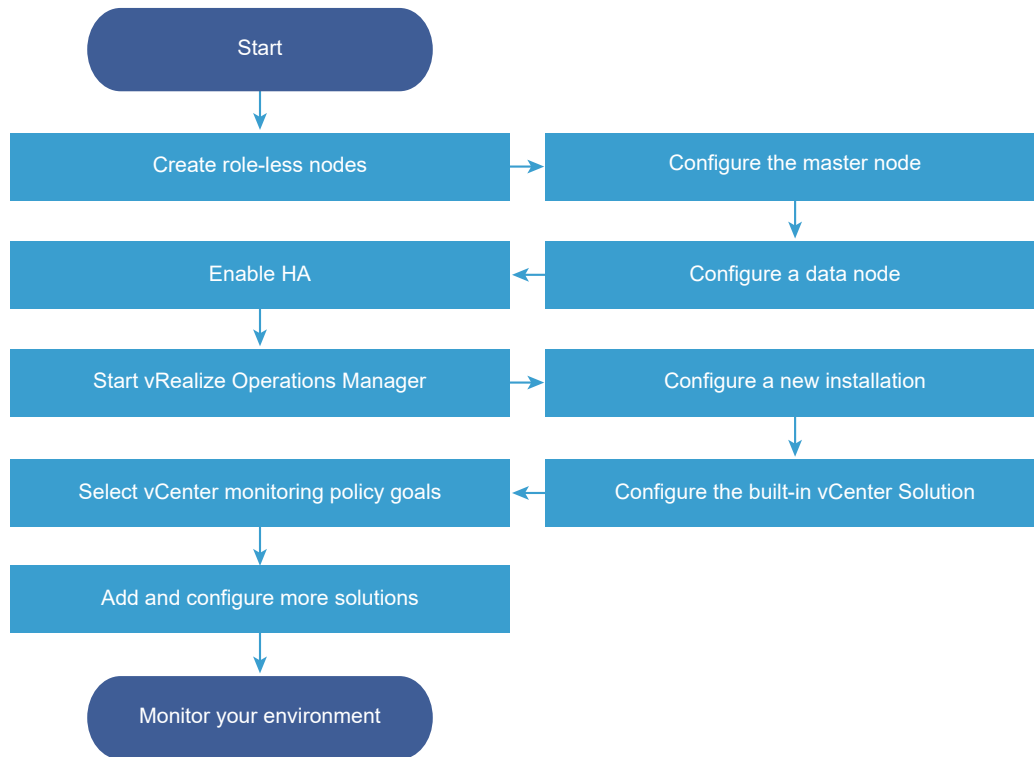 Start
Create role-less nodes
Configure the master node
Configure a data node
Enable HA
Start vRealize Operations Manager
Configure a new installation
Configure the built-in vCenter Solution
Select vCenter monitoring policy goals
Add and configure more solutions
Monitor your environment